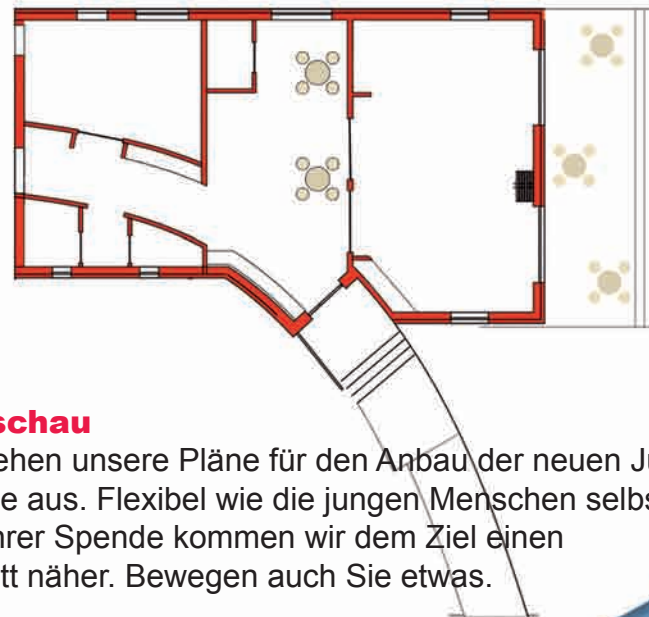 schau
ehen unsere Pläne für den Anbau der neuen Ju
e aus. Flexibel wie die jungen Menschen selbs
hrer Spende kommen wir dem Ziel einen
tt näher. Bewegen auch Sie etwas.